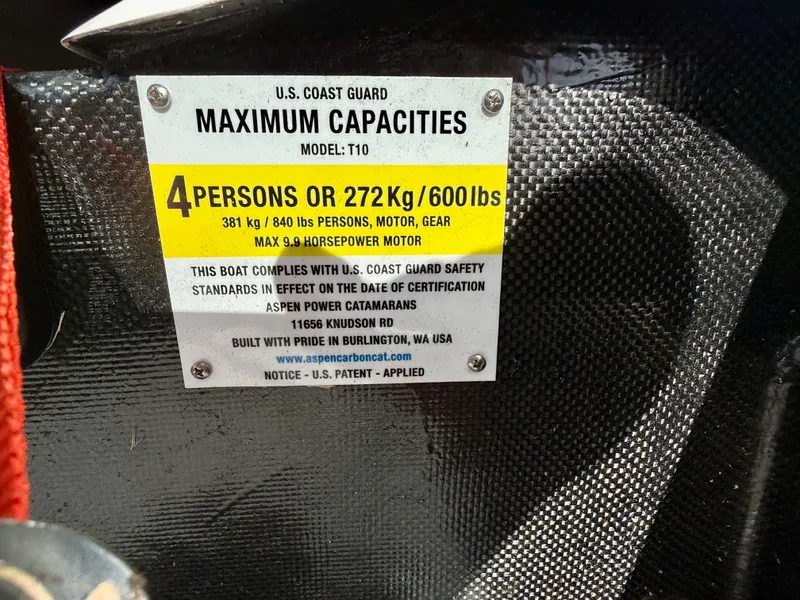 U.S. COAST GUARD
MAXIMUM CAPACITIES
MODEL: T10
4 PERSONS OR 272Kg/600lbs
381 kg / 840 lbs PERSONS, MOTOR, GEAR
MAX 9.9 HORSEPOWER MOTOR
THIS BOAT COMPLIES WITH U.S. COAST GUARD SAFETY
STANDARDS IN EFFECT ON THE DATE OF CERTIFICATION
ASPEN POWER CATAMARANS
11656 KNUDSON RD
BUILT WITH PRIDE IN BURLINGTON, WA USA
www.aspencarboncat.com
NOTICE - U.S. PATENT - APPLIED